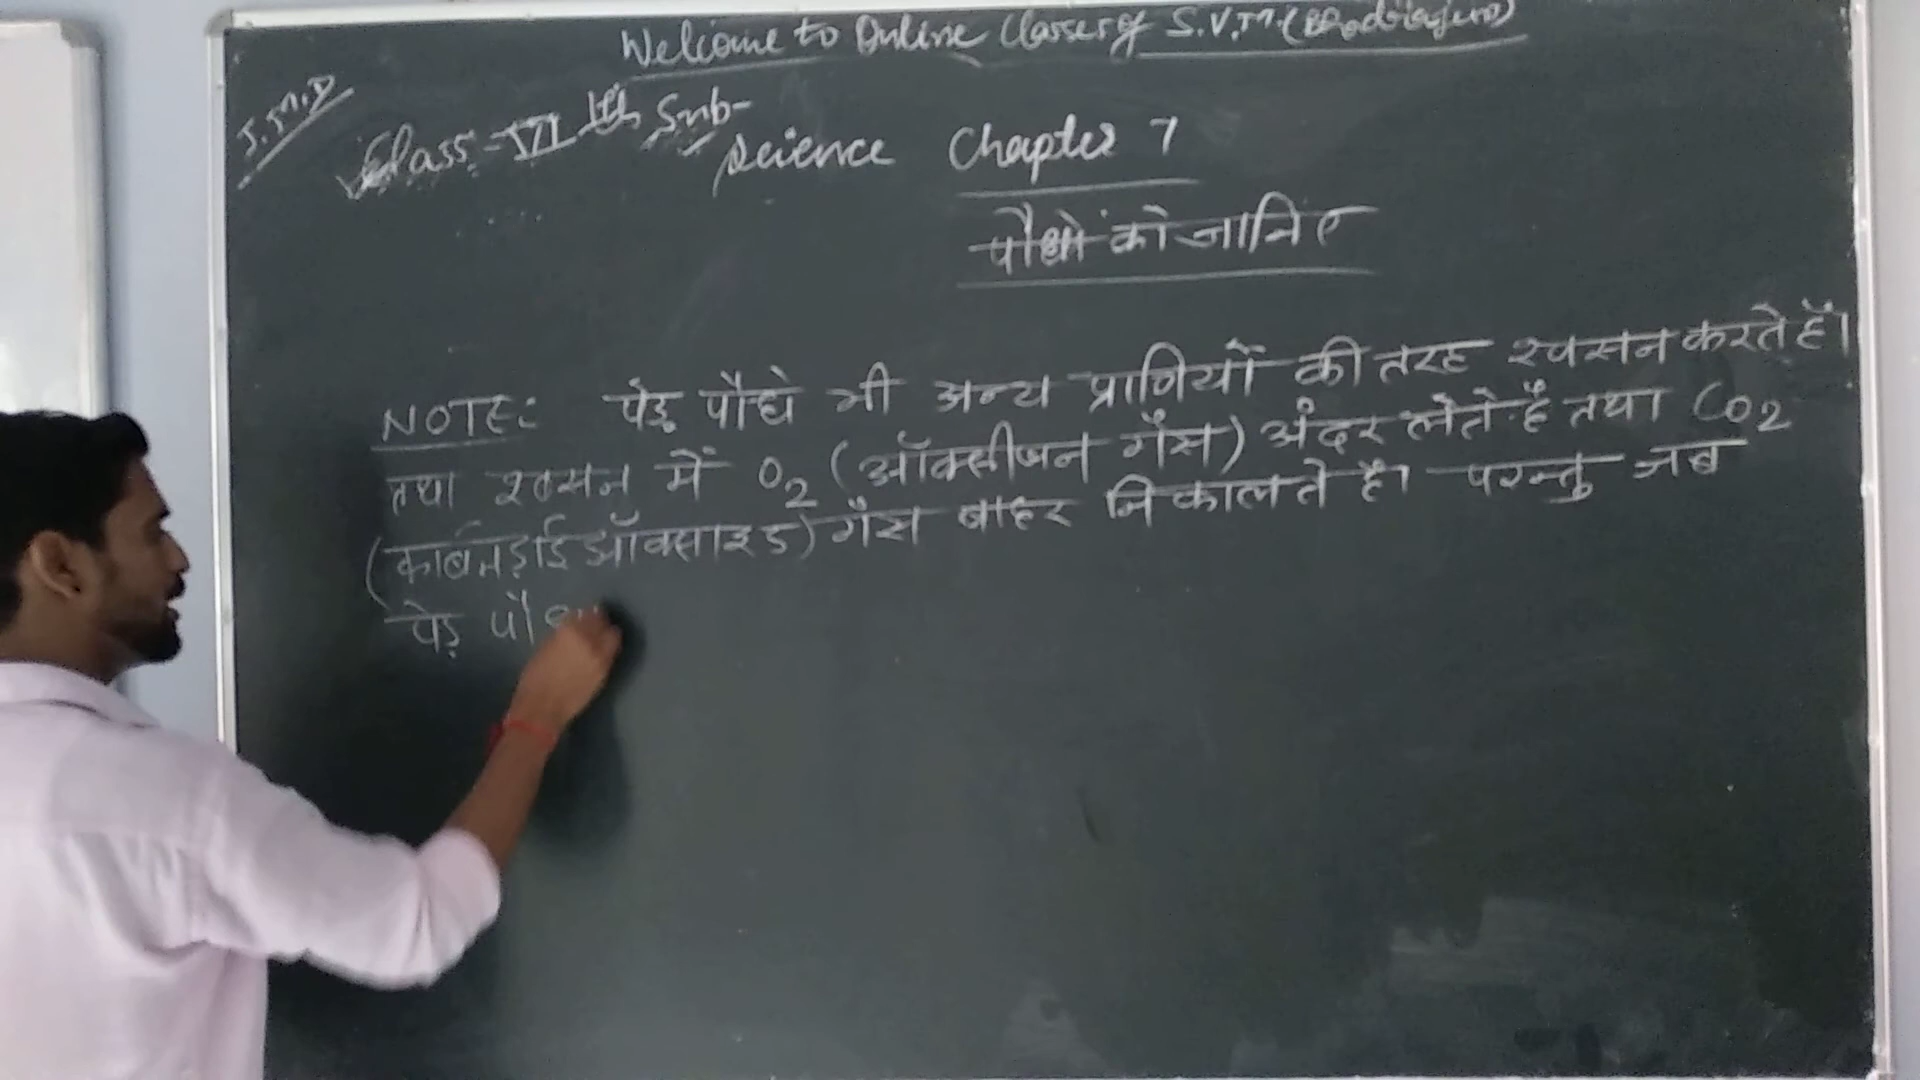 Welcome to Online Classes of S.V.M.
J.M.D
Class - VI th Sub-
Science Chapter 7
पौधों को जानिए
NOTE: पेड़ पौधे भी अन्य प्राणियों की तरह श्वसन करते हैं।
तथा श्वसन में O2 (ऑक्सीजन गैस) अंदर लेते हैं तथा CO2
(कार्बनडाईऑक्साइड) गैस बाहर निकालते हैं। परन्तु जब
पेड़